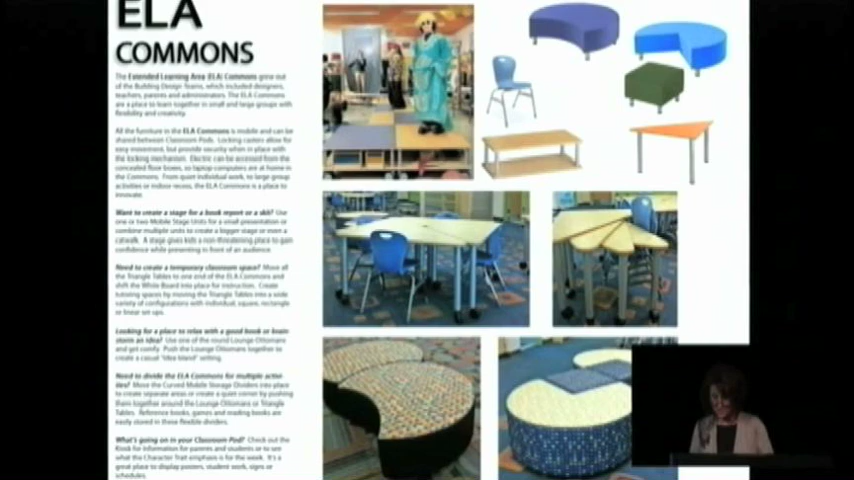 ELA
COMMONS
The Extended Learning Area (ELA) Commons grew out
of the Building Design Teams, which included designers,
teachers, parents and administrators. The ELA Commons
are a place to learn together in small and large groups with
flexibility and creativity.
All the furniture in the ELA Commons is mobile and can be
shared between Classroom Pods. Locking casters allow for
easy movement, but provide security when in place with
the locking mechanism. Electric can be accessed from the
concealed floor boxes, so laptop computers are at home in
the Commons. From quiet individual work, to large group
activities or indoor recess, the ELA Commons is a place to
innovate.
Want to create a stage for a book report or a skit? Use
one or two Mobile Stage Units for a small presentation or
combine multiple units to create a bigger stage or even a
catwalk. A stage gives kids a non-threatening place to gain
confidence while presenting in front of an audience.
Need to create a temporary classroom space? Move all
the Triangle Tables to one end of the ELA Commons and
shift the White Board into place for instruction. Create
tutoring spaces by moving the Triangle Tables into a wide
variety of configurations with individual, square, rectangle
or linear set ups.
Looking for a place to relax with a good book or brain
storm an idea? Use one of the round Lounge Ottomans
and get comfy. Push the Lounge Ottomans together to
create a casual "idea island" setting.
Need to divide the ELA Commons for multiple activi-
ties? Move the Curved Mobile Storage Dividers into place
to create separate areas or create a quiet corner by pushing
them together around the Lounge Ottomans or Triangle
Tables. Reference books, games and reading books are
easily stored in these flexible dividers.
What's going on in your Classroom Pod? Check out the
Kiosk for information for parents and students or to see
what the Character Trait emphasis is for the week. It's a
great place to display posters, student work, signs or
schedules.